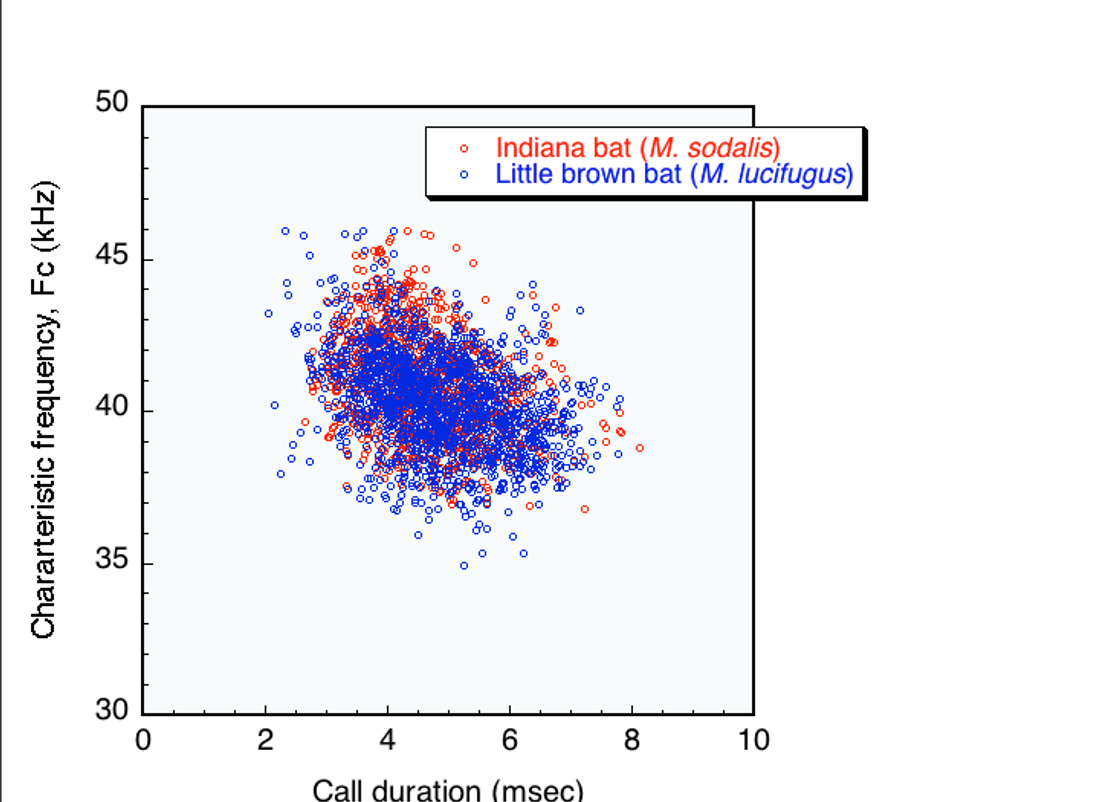 50
Indiana bat (M. sodalis)
Little brown bat (M. lucifugus)
45
Chararteristic frequency, Fc (kHz)
40
35
30
0 2 4 6 8 10
Call duration (msec)